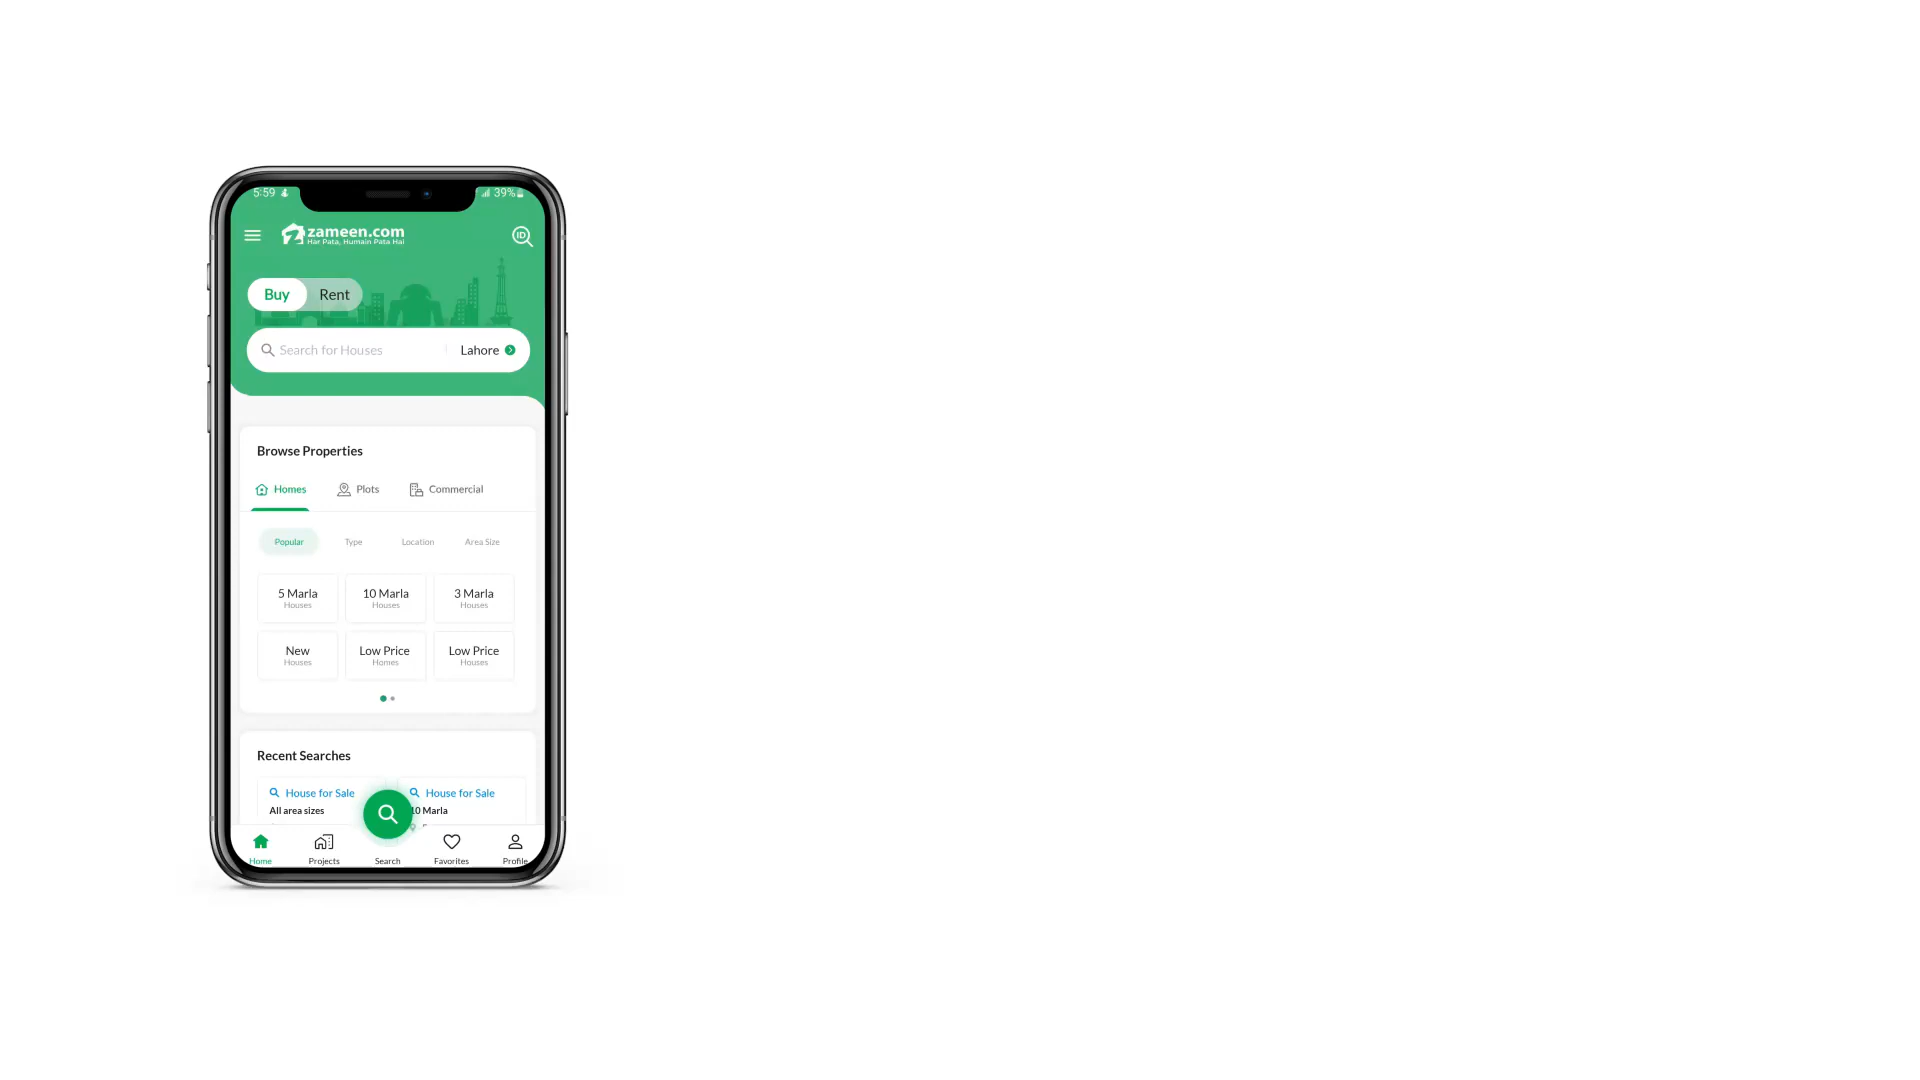 5:59
39%
zameen.com
Har Pata, Humain Pata Hai
ID
Buy Rent
Search for Houses Lahore
Browse Properties
Homes Plots Commercial
Popular Type Location Area Size
5 Marla 10 Marla 3 Marla
Houses Houses Houses
New Low Price Low Price
Houses Homes Houses
Recent Searches
House for Sale House for Sale
All area sizes 10 Marla
Home Projects Search Favorites Profile